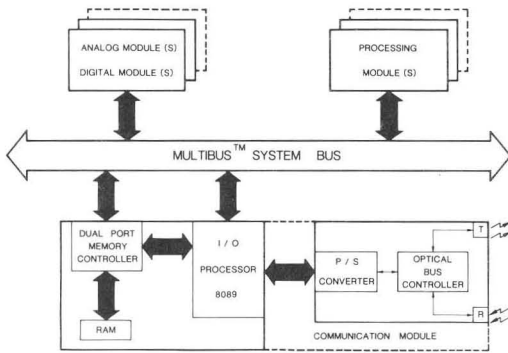 ANALOG MODULE (S)
DIGITAL MODULE (S)
PROCESSING
MODULE (S)
MULTIBUS™ SYSTEM BUS
DUAL PORT
MEMORY
CONTROLLER
I / O
PROCESSOR
8089
P / S
CONVERTER
OPTICAL
BUS
CONTROLLER
T
R
RAM
COMMUNICATION MODULE